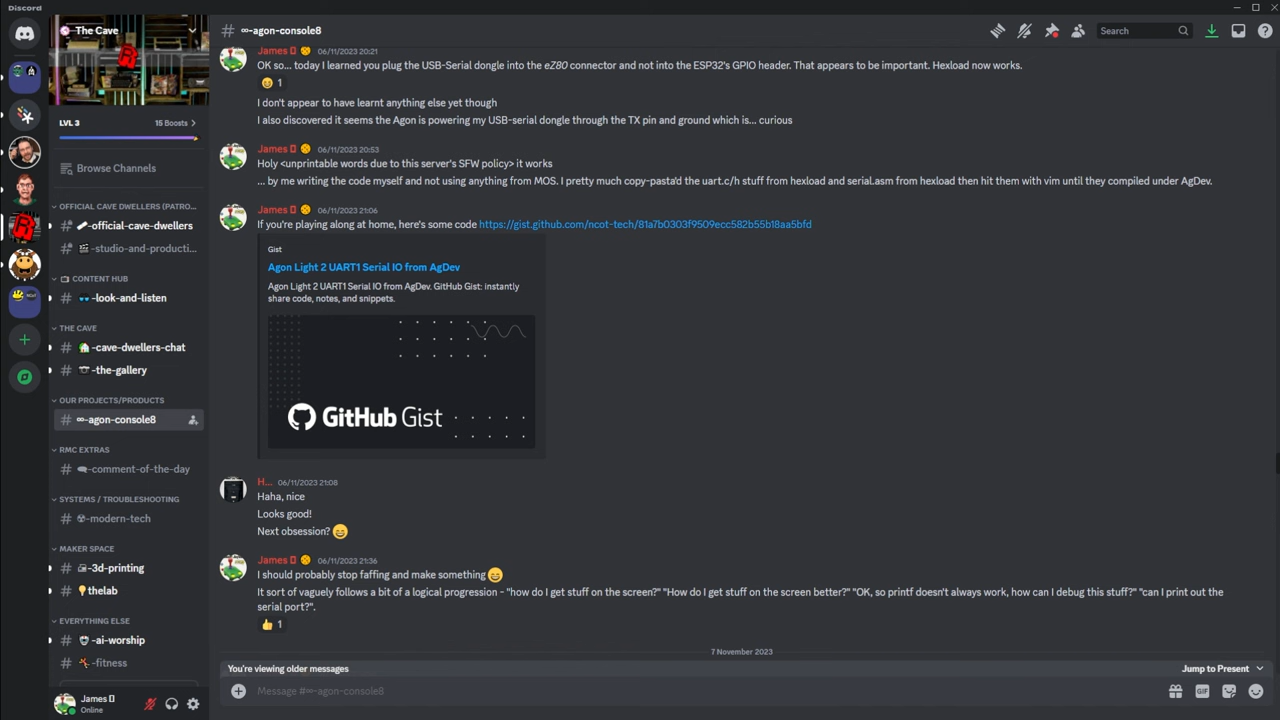 Discord
The Cave
∞-agon-console8
Search
James
06/11/2023 20:21
OK so... today I learned you plug the USB-Serial dongle into the eZ80 connector and not into the ESP32's GPIO header. That appears to be important. Hexload now works.
1
I don't appear to have learnt anything else yet though
I also discovered it seems the Agon is powering my USB-serial dongle through the TX pin and ground which is... curious
James
06/11/2023 20:53
Holy <unprintable words due to this server's SFW policy> it works
... by me writing the code myself and not using anything from MOS. I pretty much copy-pasta'd the uart.c/h stuff from hexload and serial.asm from hexload then hit them with vim until they compiled under AgDev.
James
06/11/2023 21:06
If you're playing along at home, here's some code https://gist.github.com/ncot-tech/81a7b0303f9509ecc582b55b18aa5bfd
Gist
Agon Light 2 UART1 Serial IO from AgDev
Agon Light 2 UART1 Serial IO from AgDev. GitHub Gist: instantly
share code, notes, and snippets.
GitHub Gist
H...
06/11/2023 21:08
Haha, nice
Looks good!
Next obsession? 😄
James
06/11/2023 21:36
I should probably stop faffing and make something 😄
It sort of vaguely follows a bit of a logical progression - "how do I get stuff on the screen?" "How do I get stuff on the screen better?" "OK, so printf doesn't always work, how can I debug this stuff?" "can I print out the
serial port?".
👍 1
7 November 2023
You're viewing older messages
Jump to Present
Message #∞-agon-console8
GIF
LVL 3
15 Boosts
Browse Channels
OFFICIAL CAVE DWELLERS (PATRO...
-official-cave-dwellers
-studio-and-producti...
CONTENT HUB
-look-and-listen
THE CAVE
-cave-dwellers-chat
-the-gallery
OUR PROJECTS/PRODUCTS
∞-agon-console8
RMC EXTRAS
-comment-of-the-day
SYSTEMS / TROUBLESHOOTING
-modern-tech
MAKER SPACE
-3d-printing
thelab
EVERYTHING ELSE
-ai-worship
-fitness
James
Online